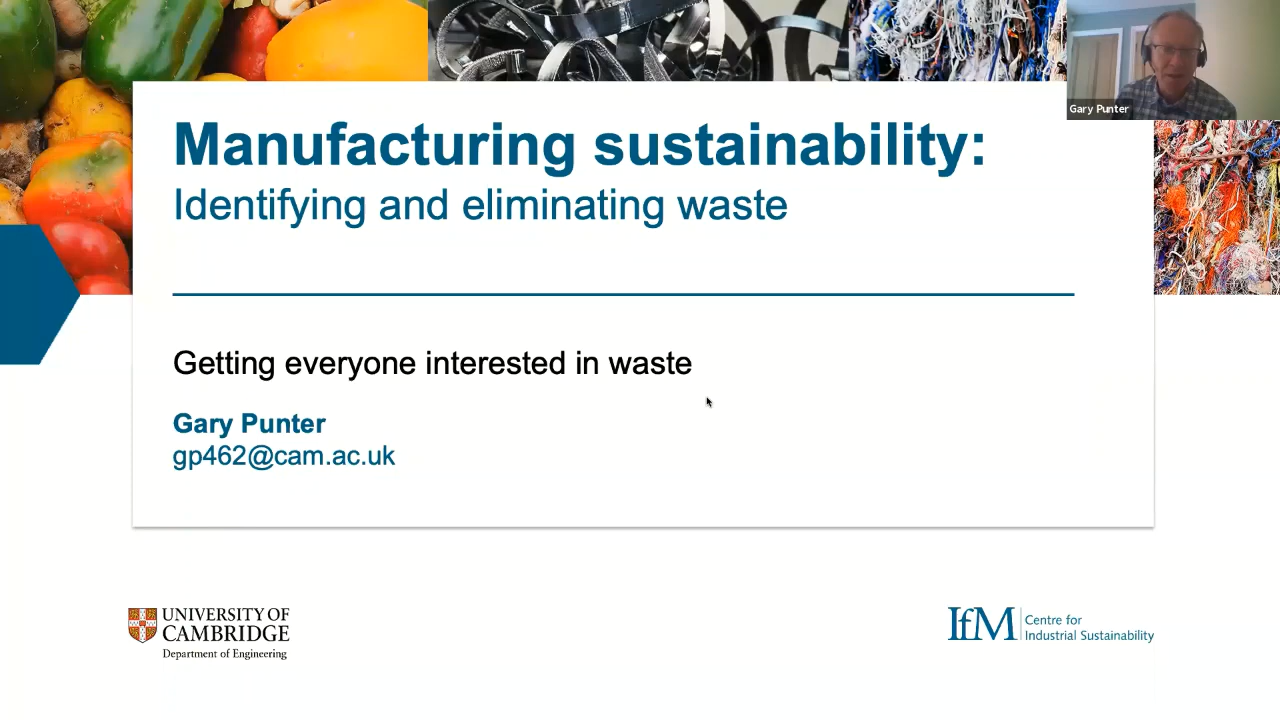 Gary Punter
Manufacturing sustainability:
Identifying and eliminating waste
Getting everyone interested in waste
Gary Punter
gp462@cam.ac.uk
UNIVERSITY OF
CAMBRIDGE
Department of Engineering
IfM
Centre for
Industrial Sustainability